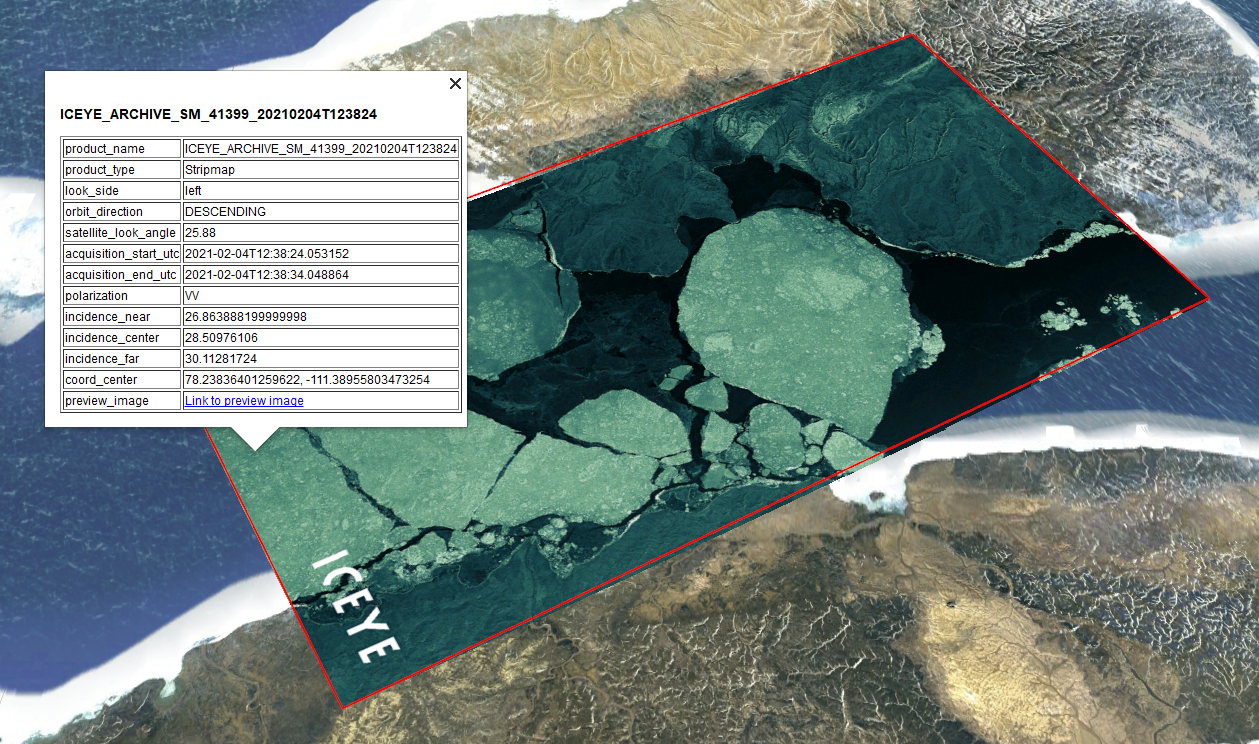 ICEYE_ARCHIVE_SM_41399_20210204T123824
product_name ICEYE_ARCHIVE_SM_41399_20210204T123824
product_type Stripmap
look_side left
orbit_direction DESCENDING
satellite_look_angle 25.88
acquisition_start_utc 2021-02-04T12:38:24.053152
acquisition_end_utc 2021-02-04T12:38:34.048864
polarization VV
incidence_near 26.863888199999998
incidence_center 28.50976106
incidence_far 30.11281724
coord_center 78.23836401259622, -111.38955803473254
preview_image Link to preview image
ICEYE